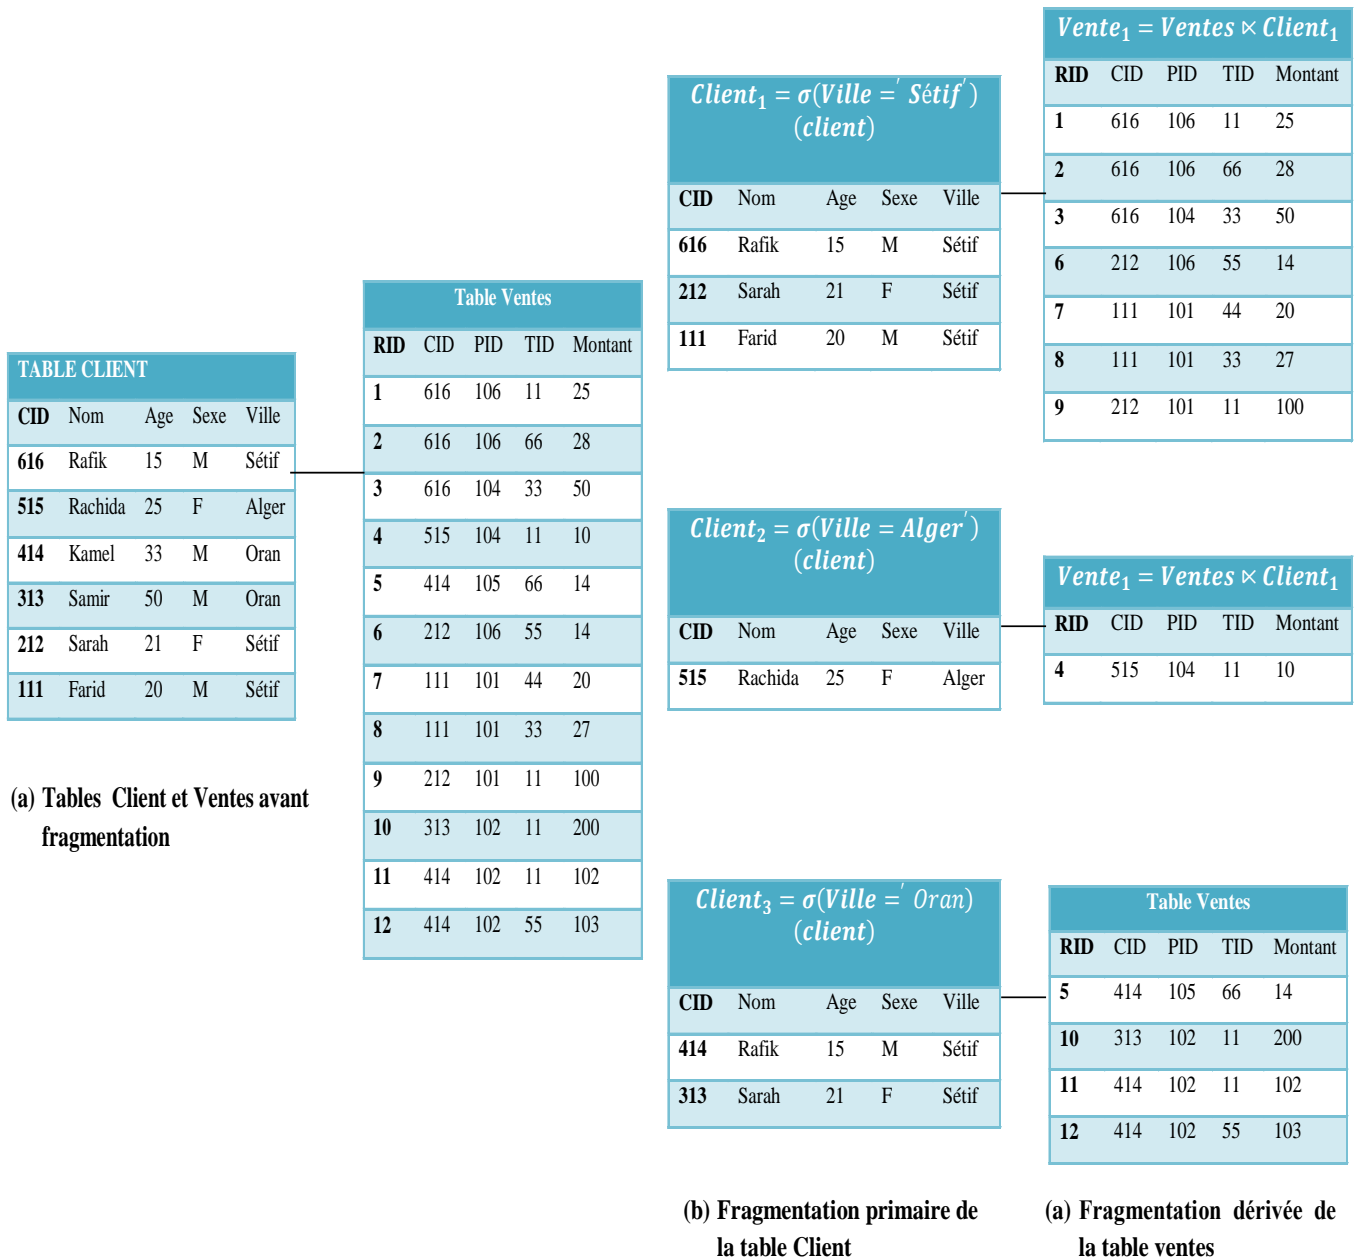 TABLE CLIENT
CID Nom Age Sexe Ville
616 Rafik 15 M Sétif
515 Rachida 25 F Alger
414 Kamel 33 M Oran
313 Samir 50 M Oran
212 Sarah 21 F Sétif
111 Farid 20 M Sétif
Table Ventes
RID CID PID TID Montant
1 616 106 11 25
2 616 106 66 28
3 616 104 33 50
4 515 104 11 10
5 414 105 66 14
6 212 106 55 14
7 111 101 44 20
8 111 101 33 27
9 212 101 11 100
10 313 102 11 200
11 414 102 11 102
12 414 102 55 103
(a) Tables Client et Ventes avant
fragmentation
Client₁ = σ(Ville =′ Sétif′)
(client)
CID Nom Age Sexe Ville
616 Rafik 15 M Sétif
212 Sarah 21 F Sétif
111 Farid 20 M Sétif
Vente₁ = Ventes ⋉ Client₁
RID CID PID TID Montant
1 616 106 11 25
2 616 106 66 28
3 616 104 33 50
6 212 106 55 14
7 111 101 44 20
8 111 101 33 27
9 212 101 11 100
Client₂ = σ(Ville = Alger′)
(client)
CID Nom Age Sexe Ville
515 Rachida 25 F Alger
Vente₁ = Ventes ⋉ Client₁
RID CID PID TID Montant
4 515 104 11 10
Client₃ = σ(Ville =′ Oran)
(client)
CID Nom Age Sexe Ville
414 Rafik 15 M Sétif
313 Sarah 21 F Sétif
Table Ventes
RID CID PID TID Montant
5 414 105 66 14
10 313 102 11 200
11 414 102 11 102
12 414 102 55 103
(b) Fragmentation primaire de
la table Client
(a) Fragmentation dérivée de
la table ventes